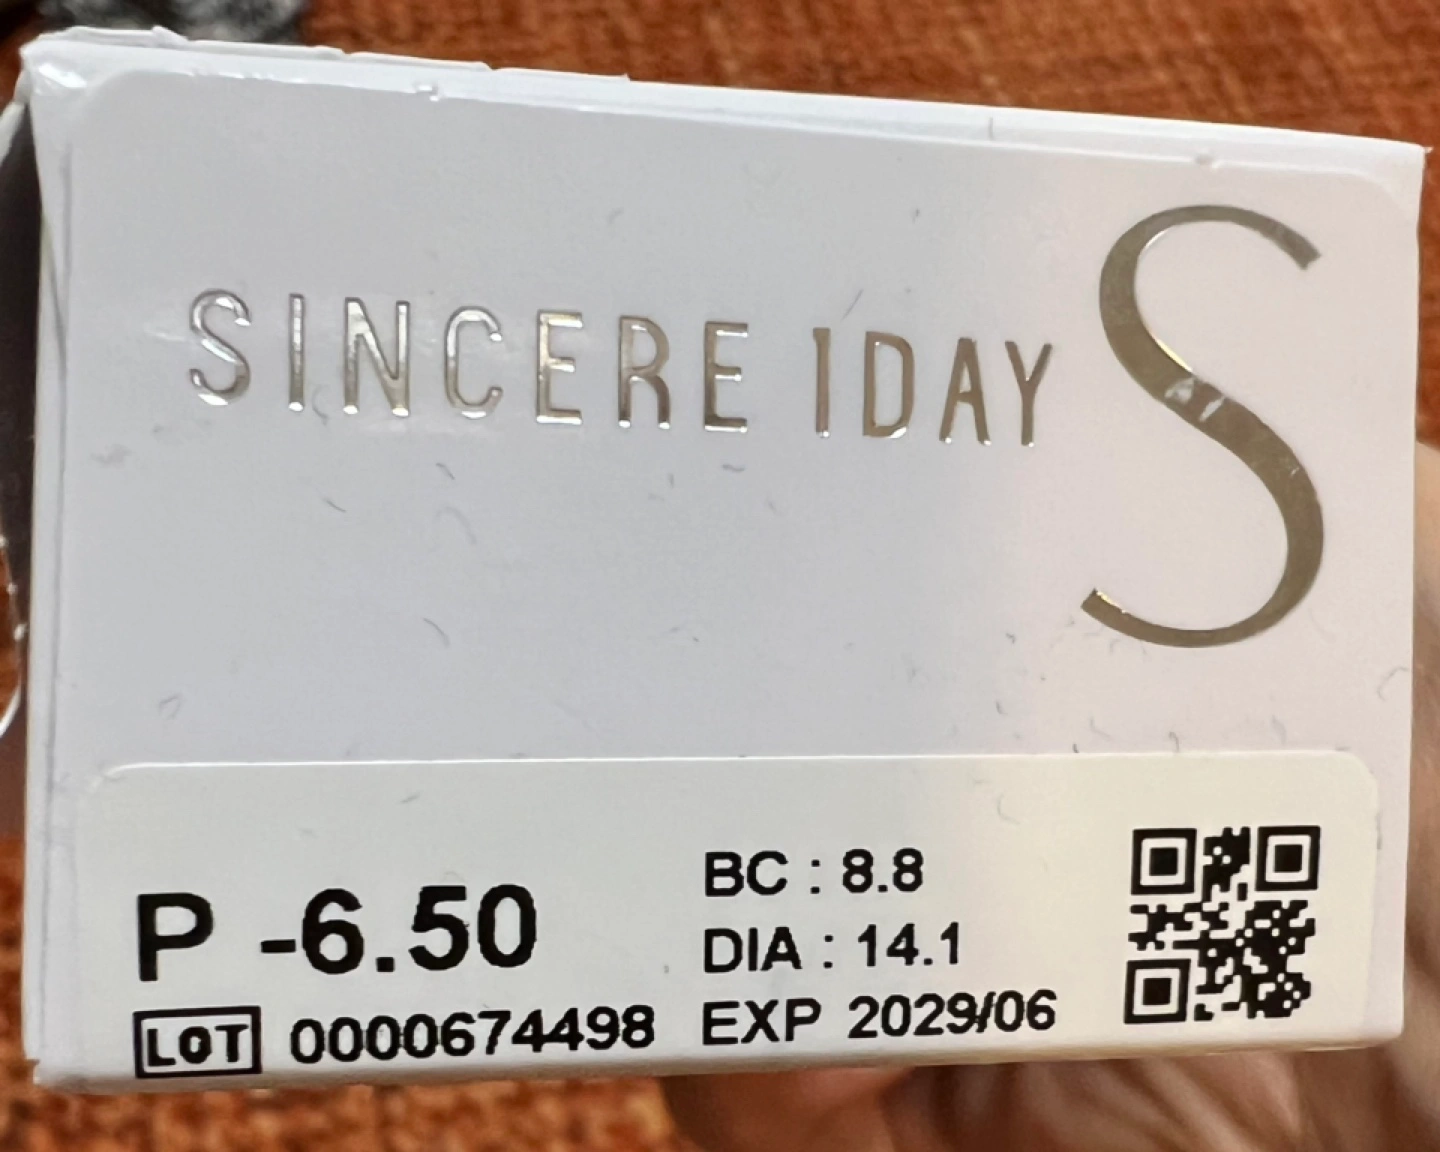 SINCERE 1DAY S
P -6.50
LOT 0000674498
BC : 8.8
DIA : 14.1
EXP 2029/06